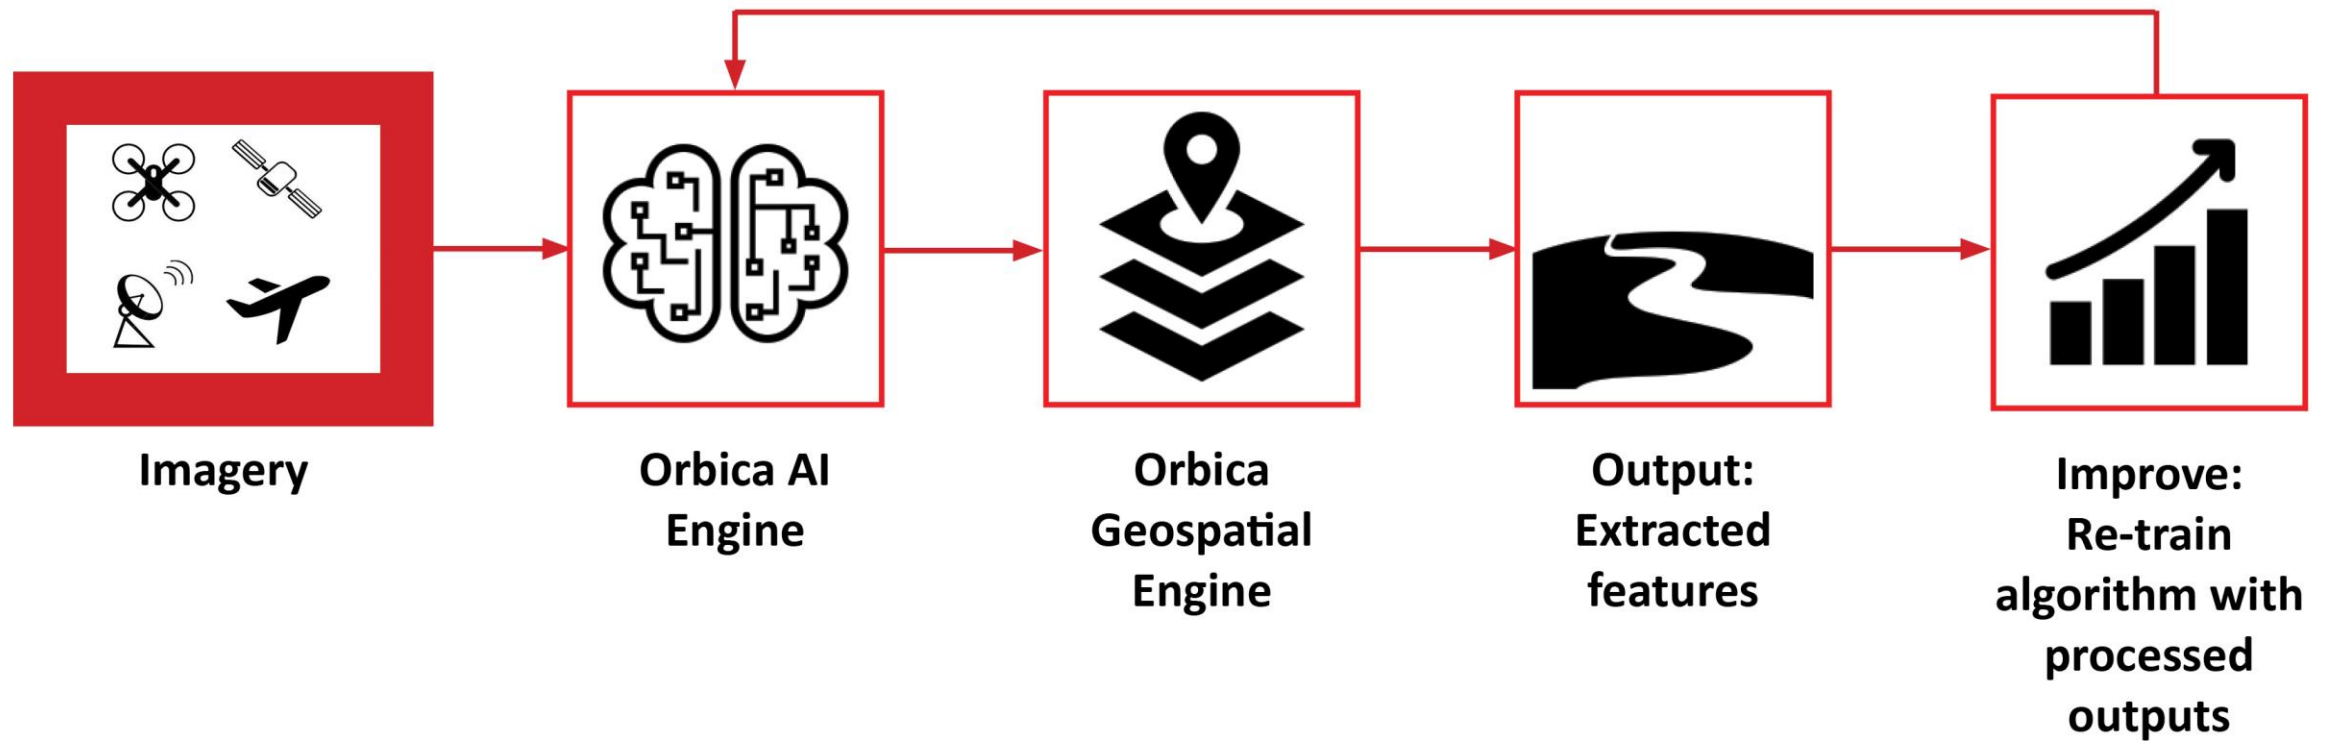 Imagery
Orbica AI
Engine
Orbica
Geospatial
Engine
Output:
Extracted
features
Improve:
Re-train
algorithm with
processed
outputs